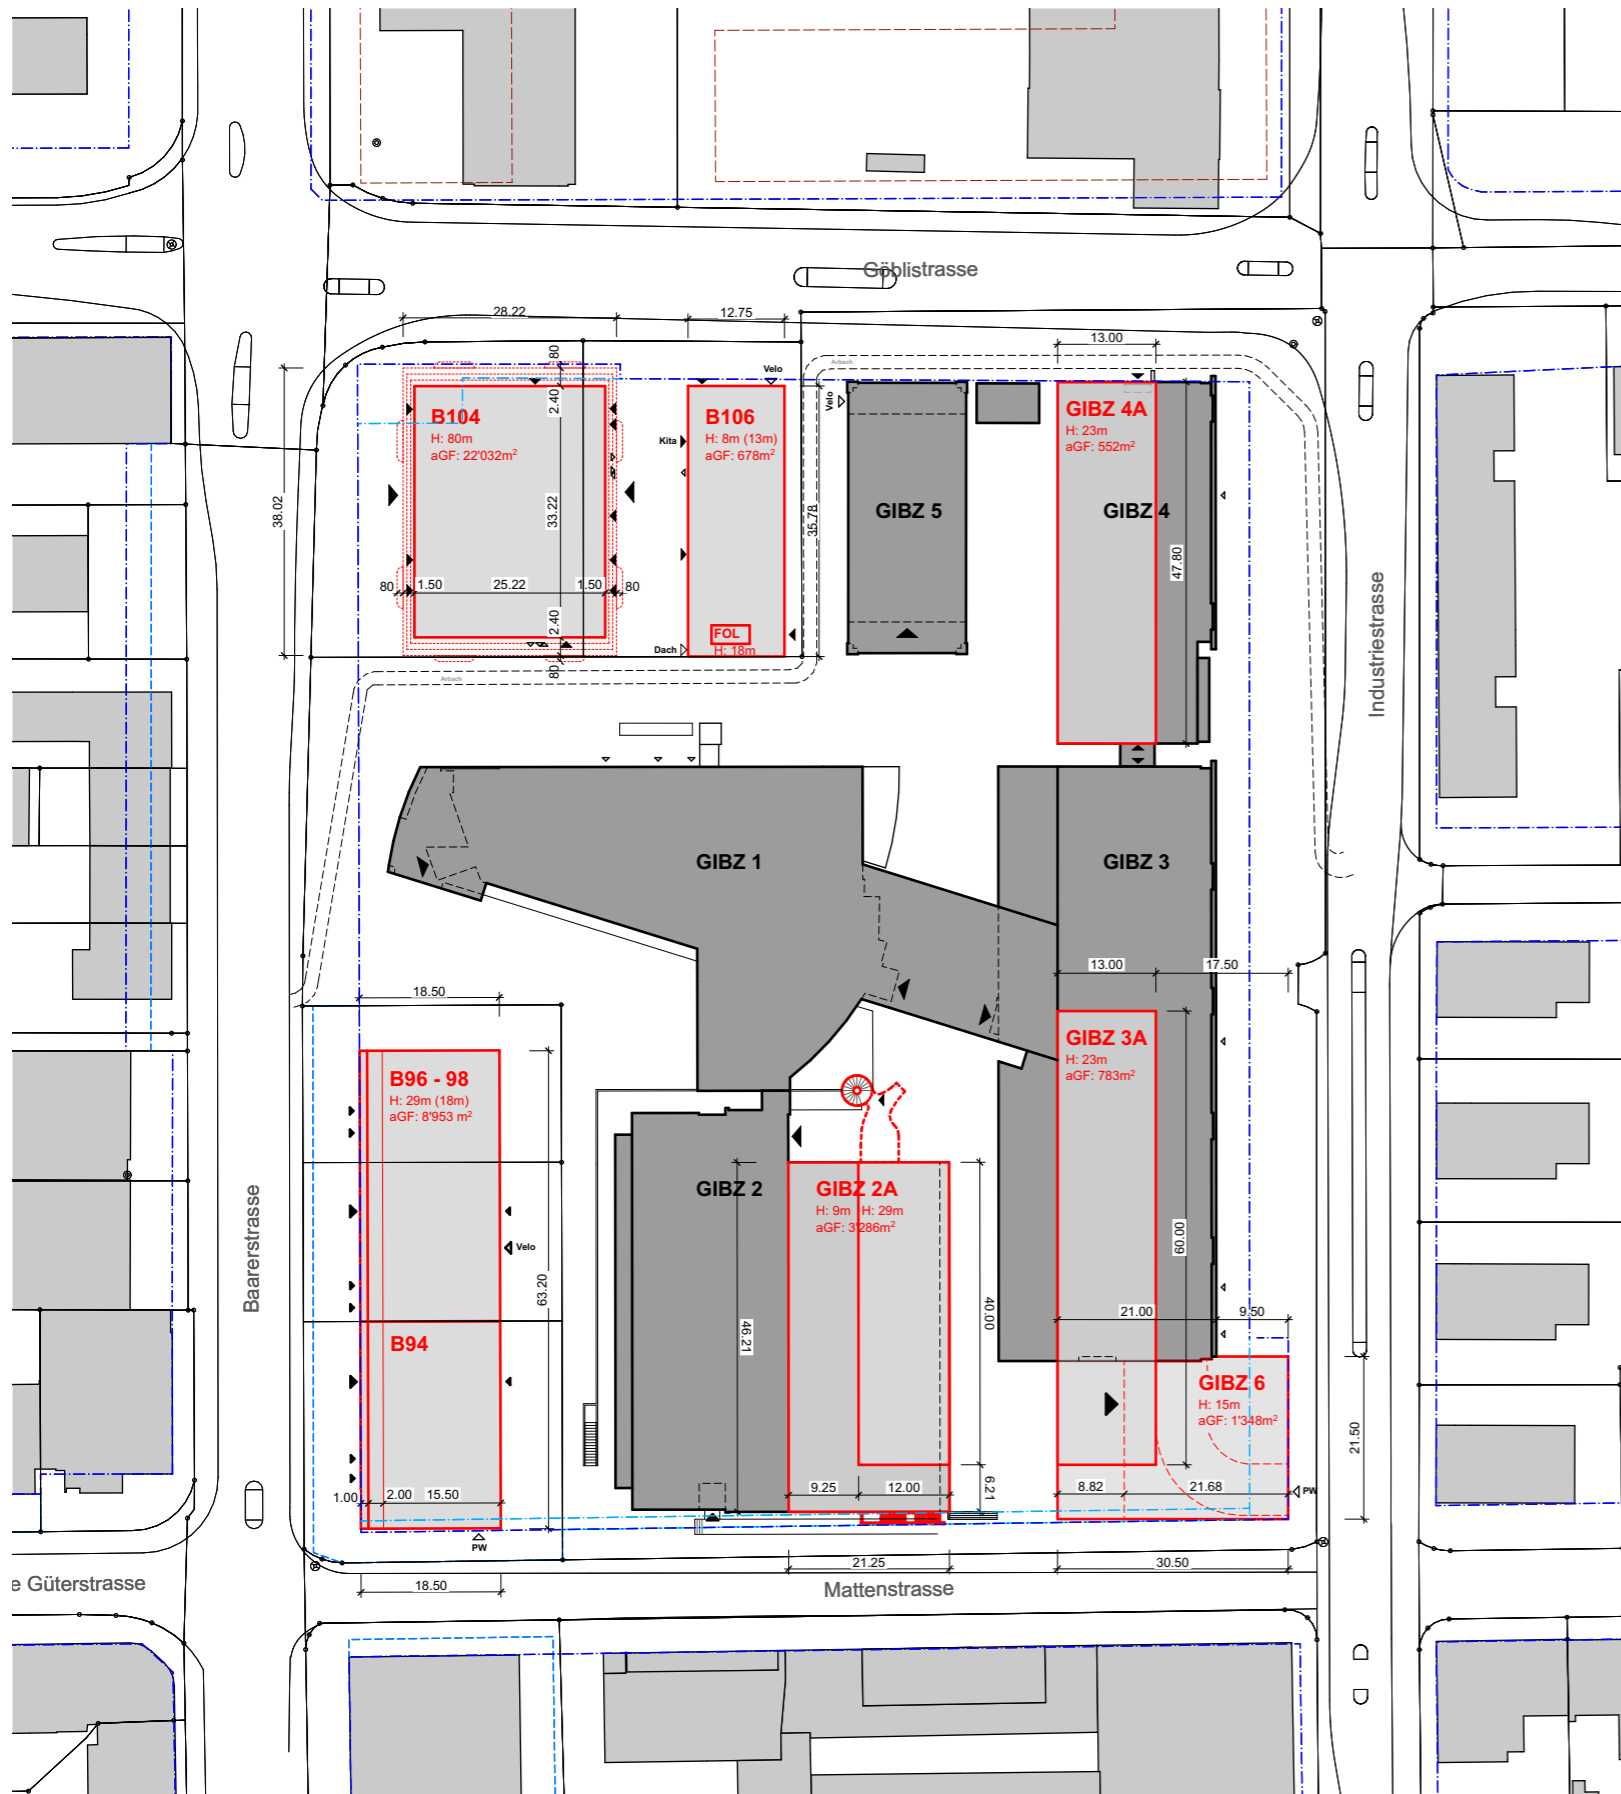 Göblistrasse
28.22
12.75
13.00
80
Velo
Arbach
B104
H: 80m
aGF: 22'032m²
2.40
B106
H: 8m (13m)
aGF: 678m²
Kita
Velo
GIBZ 4A
H: 23m
aGF: 552m²
38.02
33.22
35.78
GIBZ 5
GIBZ 4
47.80
80
1.50
25.22
1.50
80
2.40
FOL
H: 18m
Dach
80
Arbach
Industriestrasse
GIBZ 1
GIBZ 3
13.00
17.50
18.50
B96 - 98
H: 29m (18m)
aGF: 8'953 m²
GIBZ 3A
H: 23m
aGF: 783m²
GIBZ 2
GIBZ 2A
H: 9m
H: 29m
aGF: 3'286m²
Velo
Baarerstrasse
63.20
60.00
46.21
40.00
21.00
9.50
B94
GIBZ 6
H: 15m
aGF: 1'348m²
21.50
1.00
2.00
15.50
9.25
12.00
6.21
8.82
21.68
PW
PW
21.25
30.50
e Güterstrasse
18.50
Mattenstrasse